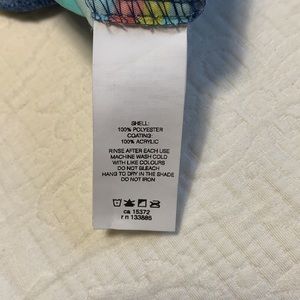 SHELL:
100% POLYESTER
COATING:
100% ACRYLIC
RINSE AFTER EACH USE
MACHINE WASH COLD
WITH LIKE COLOURS
DO NOT BLEACH
HANG TO DRY IN THE SHADE
DO NOT IRON
ca 15372
r n 133885